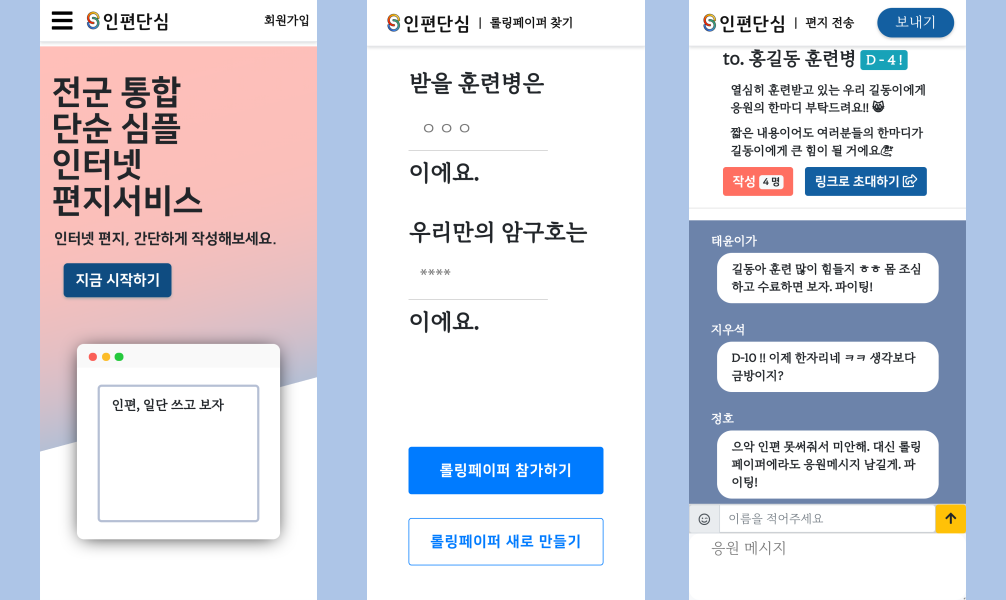 인편단심
회원가입
전군 통합
단순 심플
인터넷
편지서비스
인터넷 편지, 간단하게 작성해보세요.
지금 시작하기
인편, 일단 쓰고 보자
인편단심 | 롤링페이퍼 찾기
받을 훈련병은
ㅇ ㅇ ㅇ
이에요.
우리만의 암구호는
****
이에요.
롤링페이퍼 참가하기
롤링페이퍼 새로 만들기
인편단심 | 편지 전송
보내기
to. 홍길동 훈련병 D - 4 !
열심히 훈련받고 있는 우리 길동이에게
응원의 한마디 부탁드려요!!
짧은 내용이어도 여러분들의 한마디가
길동이에게 큰 힘이 될 거에요
작성 4 명
링크로 초대하기
태윤이가
길동아 훈련 많이 힘들지 ㅎㅎ 몸 조심
하고 수료하면 보자. 파이팅!
지우석
D-10 !! 이제 한자리네 ㅋㅋ 생각보다
금방이지?
정호
으악 인편 못써줘서 미안해. 대신 롤링
페이퍼에라도 응원메시지 남길게. 파
이팅!
이름을 적어주세요
응원 메시지